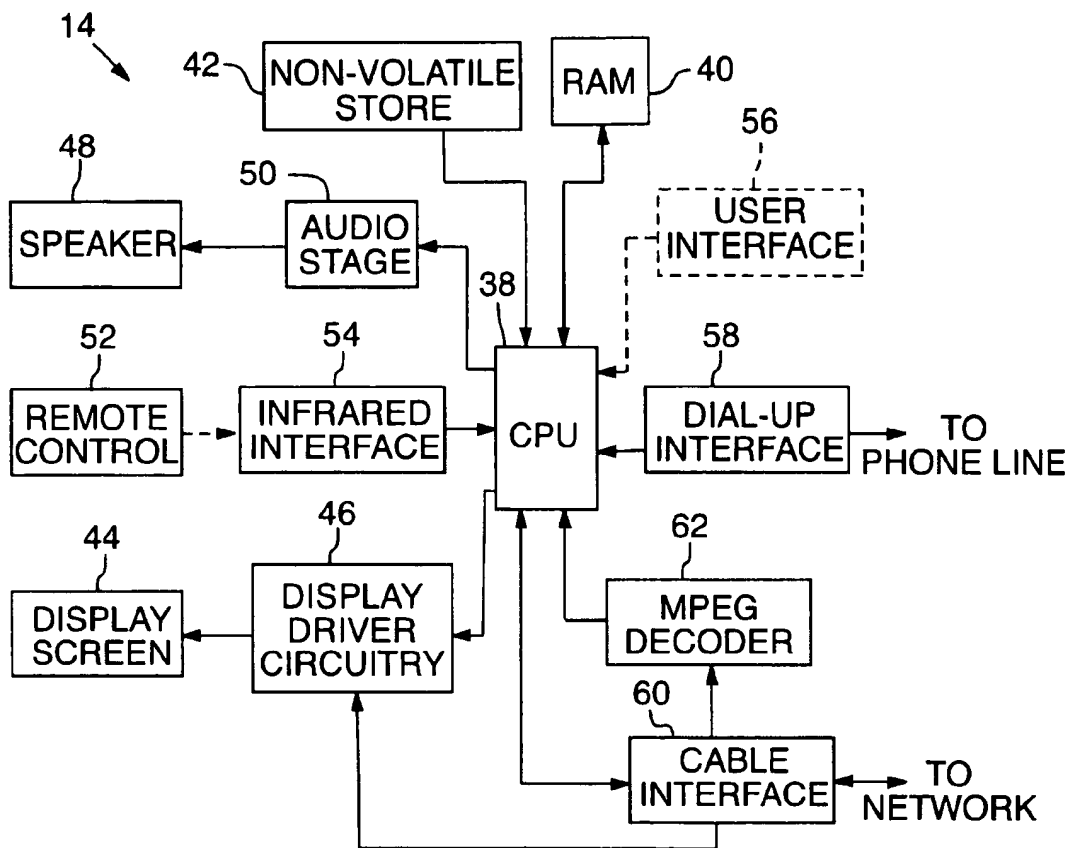 14
42
NON-VOLATILE
STORE
RAM
40
48
50
56
SPEAKER
AUDIO
STAGE
USER
INTERFACE
38
52
54
58
REMOTE
CONTROL
INFRARED
INTERFACE
CPU
DIAL-UP
INTERFACE
TO
PHONE LINE
44
46
62
DISPLAY
SCREEN
DISPLAY
DRIVER
CIRCUITRY
MPEG
DECODER
60
CABLE
INTERFACE
TO
NETWORK